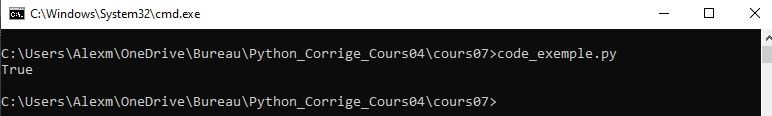 C:\Windows\System32\cmd.exe
C:\Users\Alexm\OneDrive\Bureau\Python_Corrige_Cours04\cours07>code_exemple.py
True
C:\Users\Alexm\OneDrive\Bureau\Python_Corrige_Cours04\cours07>